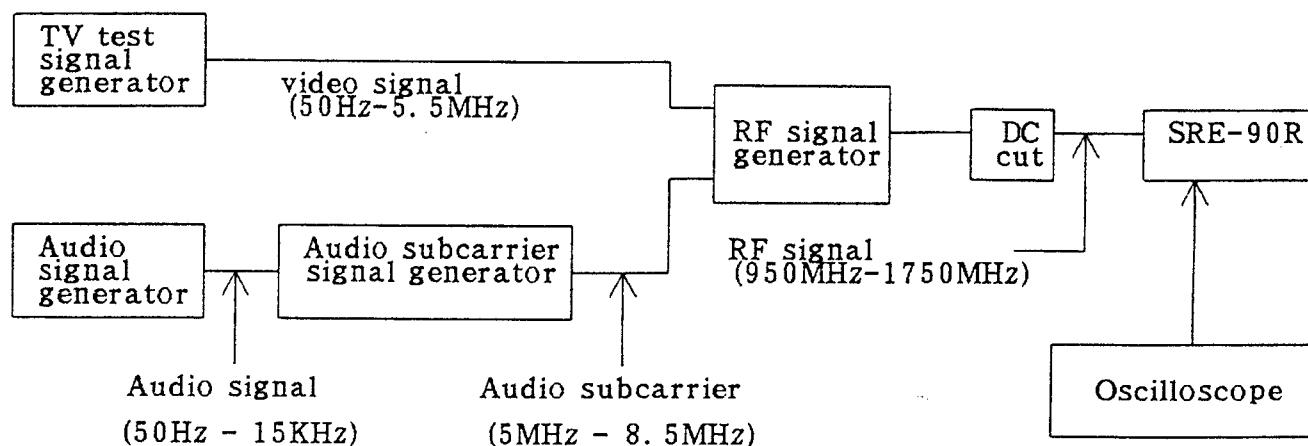 TV test
signal
generator
video signal
(50Hz-5.5MHz)
RF signal
generator
DC
cut
SRE-90R
Audio
signal
generator
Audio subcarrier
signal generator
RF signal
(950MHz-1750MHz)
Audio signal
(50Hz - 15KHz)
Audio subcarrier
(5MHz - 8.5MHz)
Oscilloscope